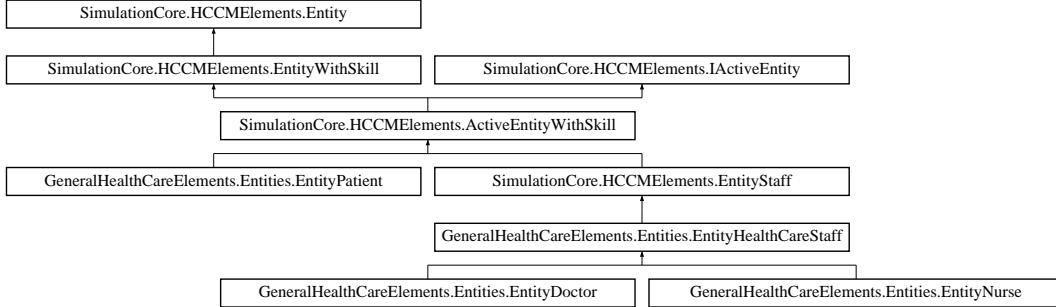 SimulationCore.HCCMElements.Entity
SimulationCore.HCCMElements.EntityWithSkill
SimulationCore.HCCMElements.IActiveEntity
SimulationCore.HCCMElements.ActiveEntityWithSkill
GeneralHealthCareElements.Entities.EntityPatient
SimulationCore.HCCMElements.EntityStaff
GeneralHealthCareElements.Entities.EntityHealthCareStaff
GeneralHealthCareElements.Entities.EntityDoctor
GeneralHealthCareElements.Entities.EntityNurse